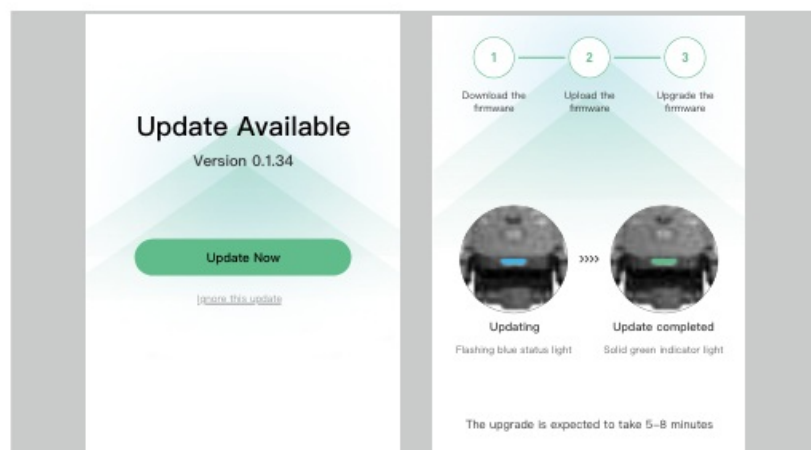 Update Available
Version 0.1.34
Update Now
Ignore this update
1
2
3
Download the
firmware
Upload the
firmware
Upgrade the
firmware
››››
Updating
Update completed
Flashing blue status light
Solid green indicator light
The upgrade is expected to take 5–8 minutes